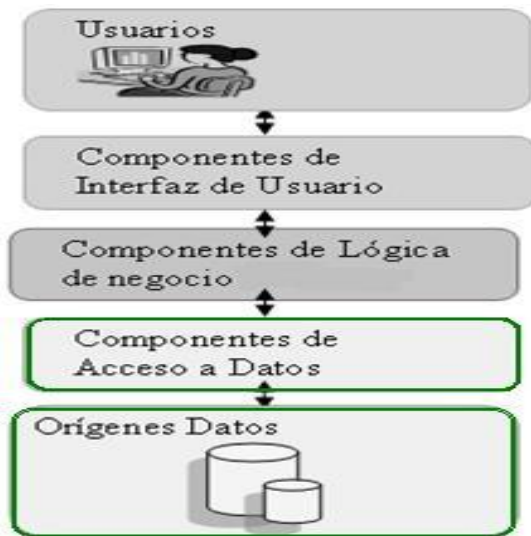 Usuarios
Componentes de
Interfaz de Usuario
Componentes de Lógica
de negocio
Componentes de
Acceso a Datos
Orígenes Datos